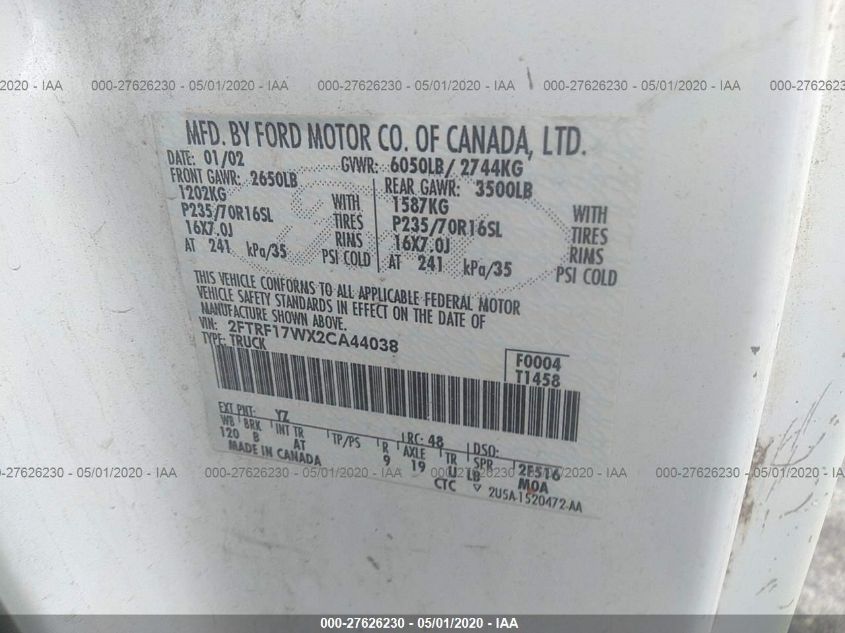 2020 - IAA 000-27626230 - 05/01/2020 - IAA 000-27626230 - 05/01/2020 - IAA 000-27626230 - 05/01/
MFD. BY FORD MOTOR CO. OF CANADA, LTD.
DATE: 01/02 GVWR: 6050LB/ 2744KG
FRONT GAWR: 2650LB REAR GAWR: 3500LB
1202KG WITH 1587KG WITH
P235/70R16SL TIRES P235/70R16SL TIRES
16X7.0J RIMS 16X7.0J RIMS
AT 241 kPa/35 PSI COLD AT 241 kPa/35 PSI COLD
THIS VEHICLE CONFORMS TO ALL APPLICABLE FEDERAL MOTOR
VEHICLE SAFETY STANDARDS IN EFFECT ON THE DATE OF
MANUFACTURE SHOWN ABOVE.
VIN: 2FTRF17WX2CA44038
TYPE: TRUCK
F0004
T1458
EXT PNT: YZ RC: 48 DSO:
WB BRK INT TR TP/PS R AXLE TR SPR 2F516
120 B AT 9 19 U LB M0A
MADE IN CANADA CTC ▽ 2U5A-1520472-AA
2020 - IAA 000-27626230 - 05/01/2020 - IAA 000-27626230 - 05/01/2020 - IAA 000-27626230 - 05/01/
000-27626230 - 05/01/2020 - IAA